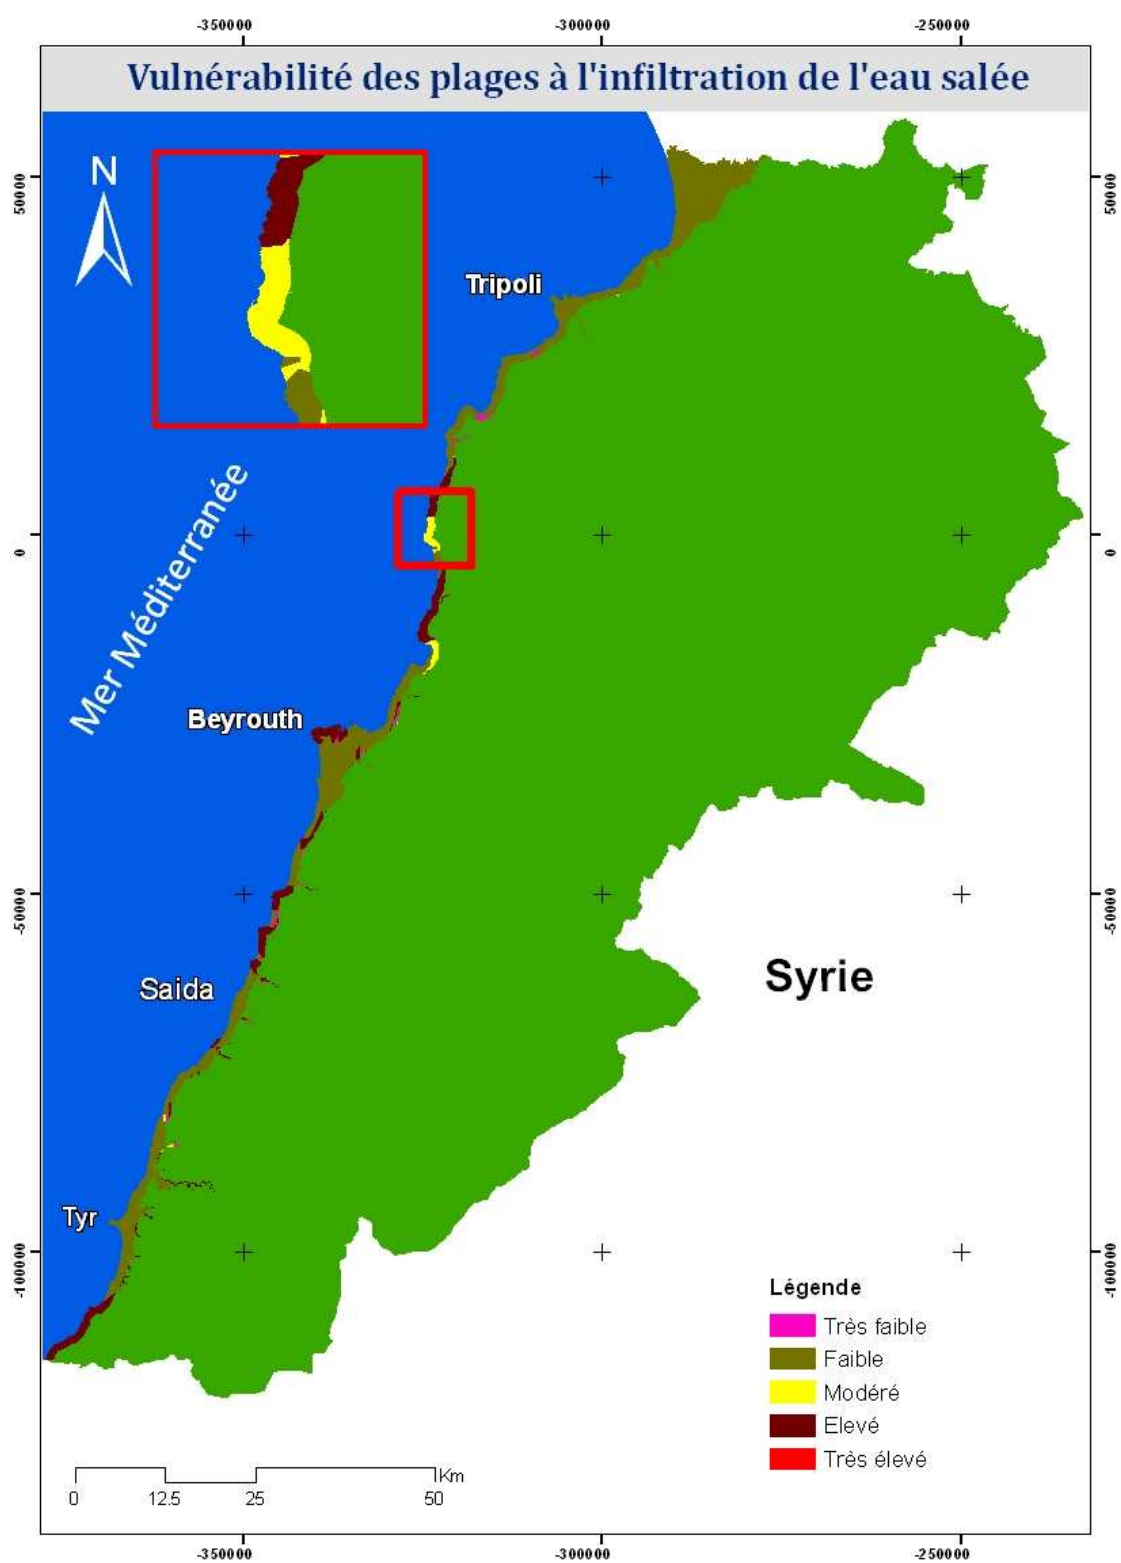 -350000
-300000
-250000
Vulnérabilité des plages à l'infiltration de l'eau salée
N
50000
50000
Tripoli
Mer Méditerranée
0
0
Beyrouth
-50000
-50000
Syrie
Saida
Tyr
-100000
-100000
Légende
Très faible
Faible
Modéré
Elevé
Très élevé
Km
0 12.5 25 50
-350000
-300000
-250000